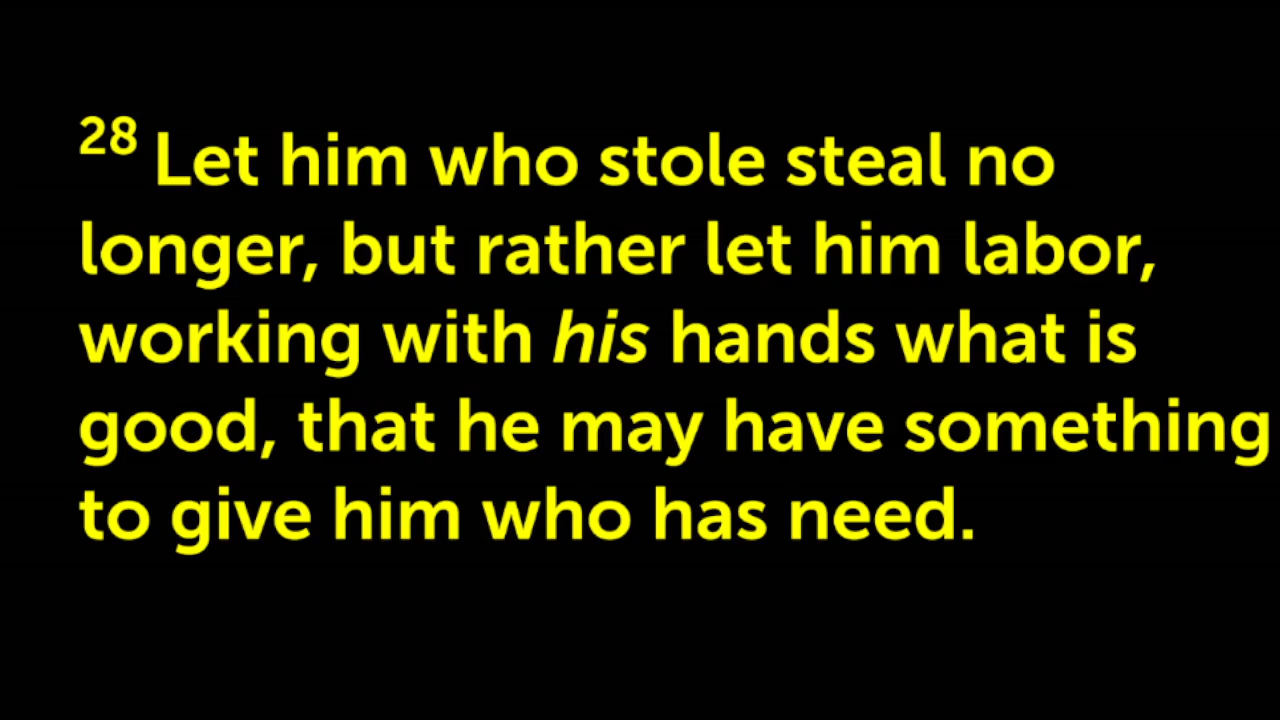 28 Let him who stole steal no
longer, but rather let him labor,
working with his hands what is
good, that he may have something
to give him who has need.